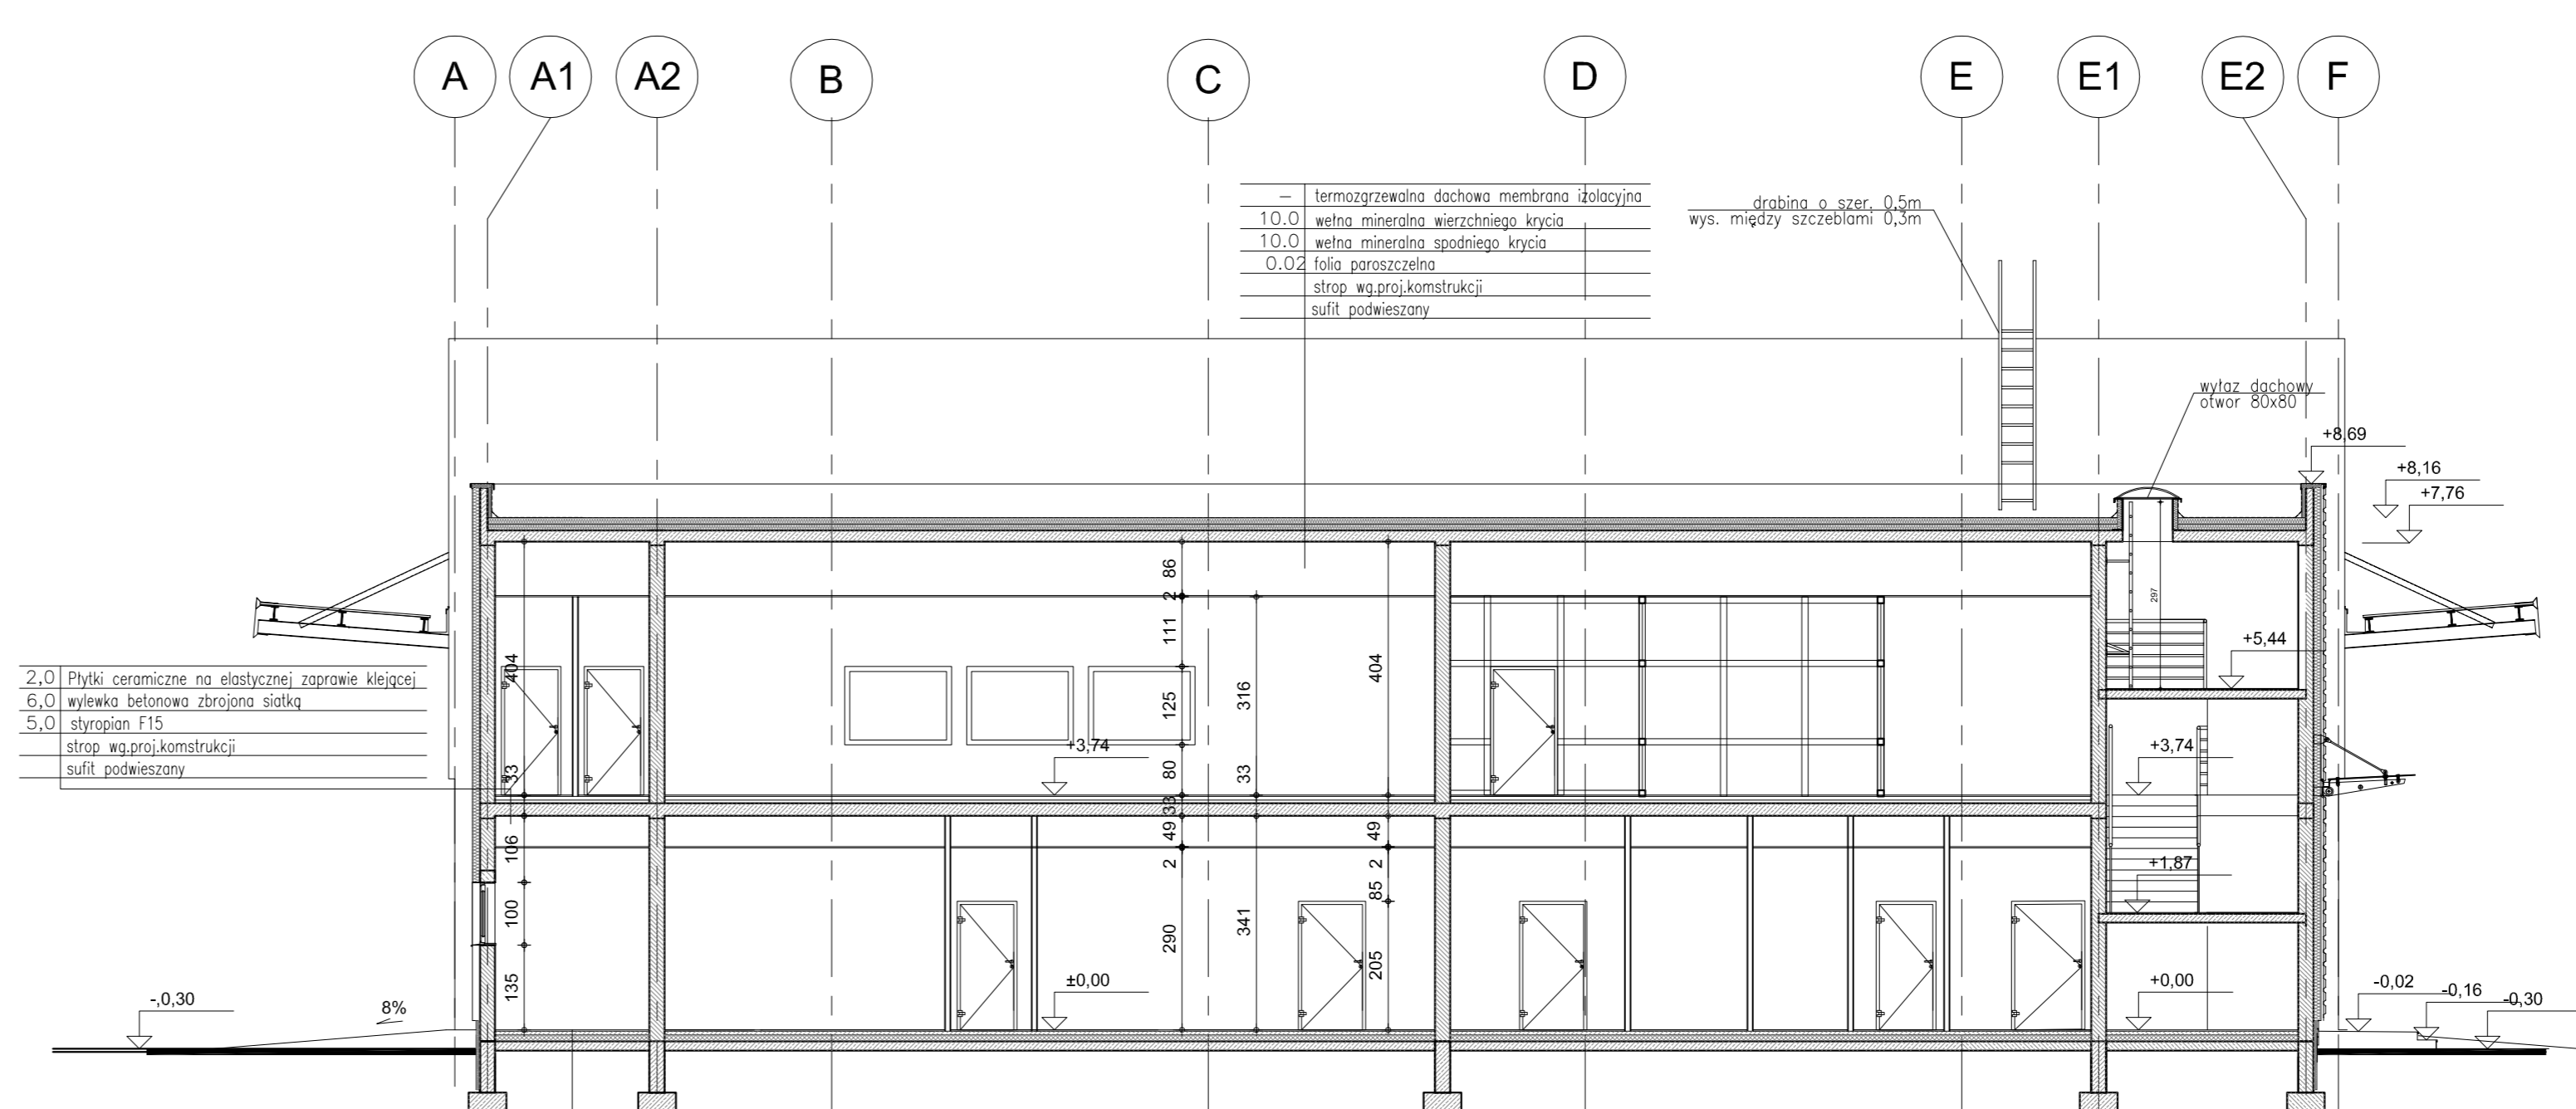 A A1 A2 B C D E E1 E2 F
– termozgrzewalna dachowa membrana izolacyjna
10.0 wełna mineralna wierzchniego krycia
10.0 wełna mineralna spodniego krycia
0.02 folia paroszczelna
strop wg.proj.komstrukcji
sufit podwieszany
drabina o szer. 0,5m
wys. między szczeblami 0,3m
wyłaz dachowy
otwor 80x80
+8,69
+8,16
+7,76
2,0 Płytki ceramiczne na elastycznej zaprawie klejącej
6,0 wylewka betonowa zbrojona siatką
5,0 styropian F15
strop wg.proj.komstrukcji
sufit podwieszany
404
33
106
100
135
86
2
111
125
80
33
49
2
290
316
33
341
404
49
2
85
205
+3,74
±0,00
297
+5,44
+3,74
+1,87
+0,00
-,0,30
8%
-0,02
-0,16
-0,30